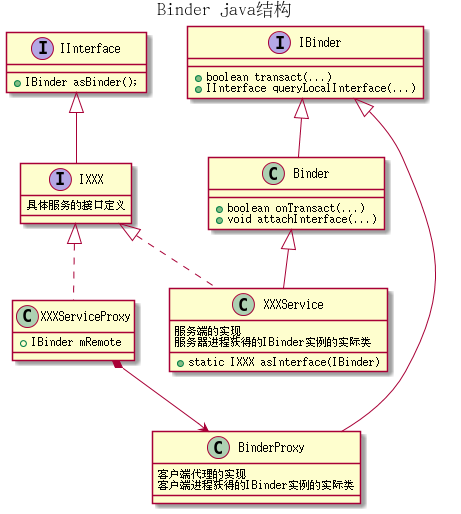 Binder java结构
I IInterface
IBinder asBinder();
I IBinder
boolean transact(...)
IInterface queryLocalInterface(...)
I IXXX
具体服务的接口定义
C Binder
boolean onTransact(...)
void attachInterface(...)
C XXXServiceProxy
IBinder mRemote
C XXXService
服务端的实现
服务器进程获得的IBinder实例的实际类
static IXXX asInterface(IBinder)
C BinderProxy
客户端代理的实现
客户端进程获得的IBinder实例的实际类